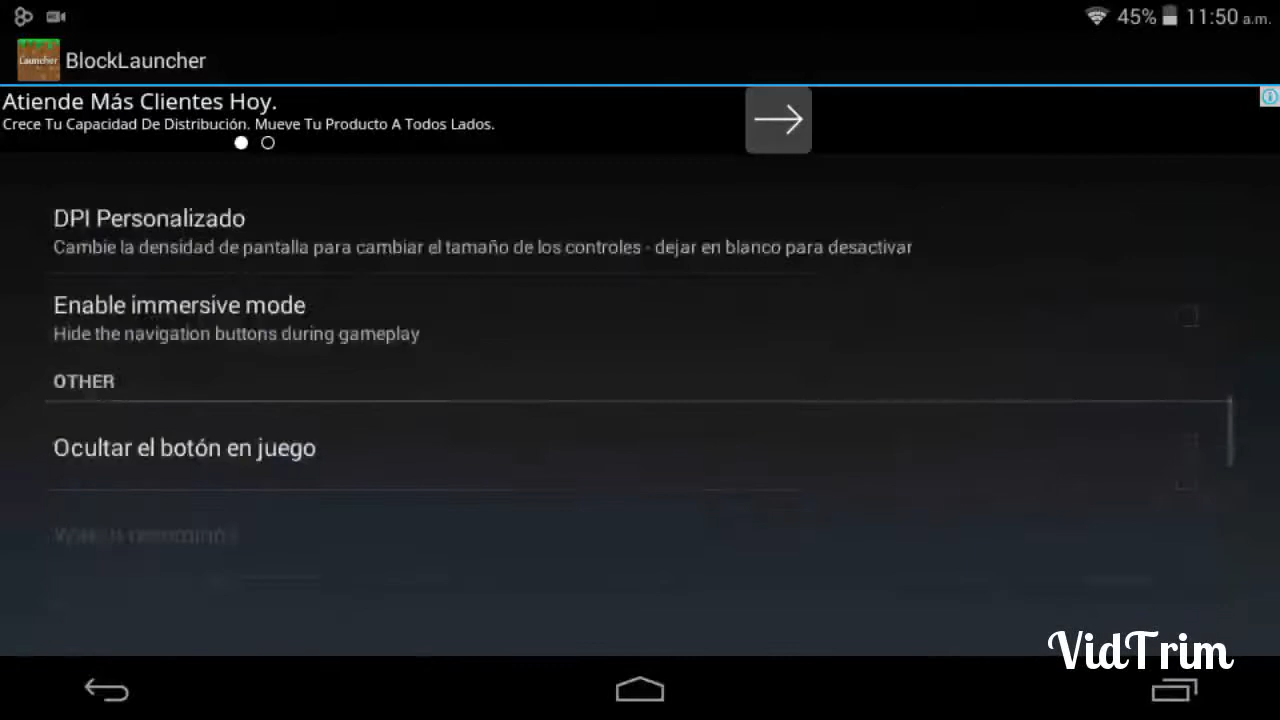 45% 11:50 a.m.
Launcher BlockLauncher
Atiende Más Clientes Hoy.
Crece Tu Capacidad De Distribución. Mueve Tu Producto A Todos Lados.
DPI Personalizado
Cambie la densidad de pantalla para cambiar el tamaño de los controles - dejar en blanco para desactivar
Enable immersive mode
Hide the navigation buttons during gameplay
OTHER
Ocultar el botón en juego
VidTrim